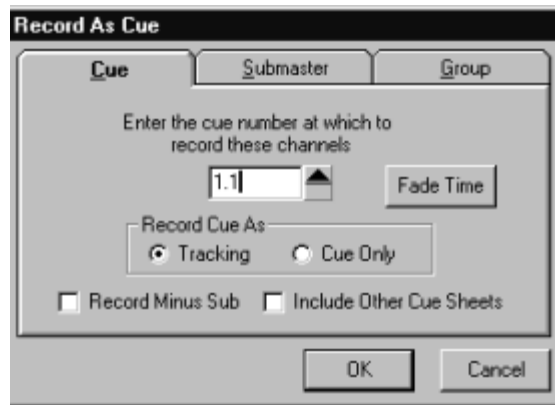 Record As Cue
Cue Submaster Group
Enter the cue number at which to
record these channels
1.1 Fade Time
Record Cue As
Tracking Cue Only
Record Minus Sub Include Other Cue Sheets
OK Cancel